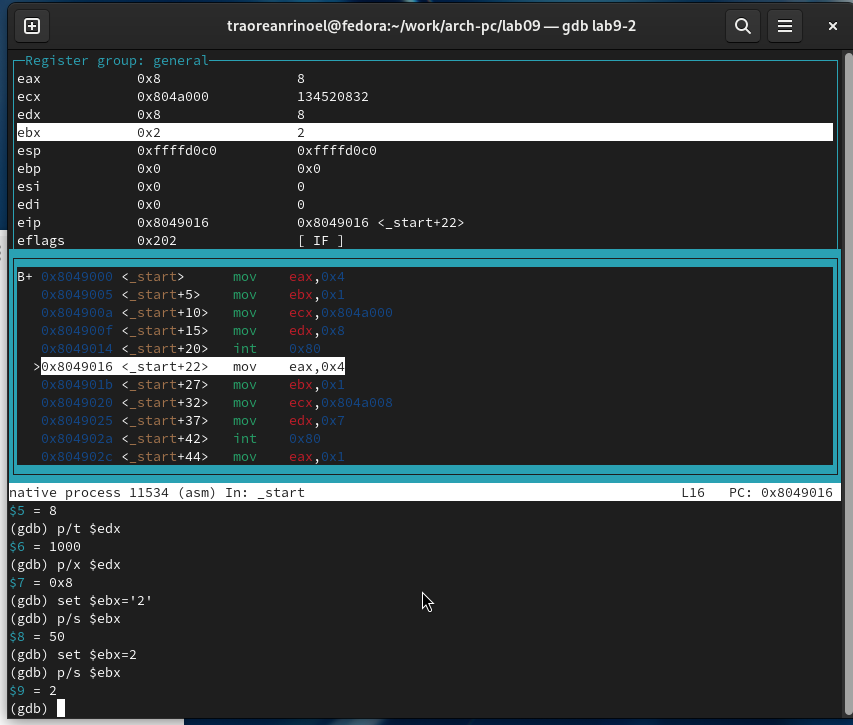 traoreanrinoel@fedora:~/work/arch-pc/lab09 — gdb lab9-2
Register group: general
eax 0x8 8
ecx 0x804a000 134520832
edx 0x8 8
ebx 0x2 2
esp 0xffffd0c0 0xffffd0c0
ebp 0x0 0x0
esi 0x0 0
edi 0x0 0
eip 0x8049016 0x8049016 <_start+22>
eflags 0x202 [ IF ]
B+ 0x8049000 <_start> mov eax,0x4
0x8049005 <_start+5> mov ebx,0x1
0x804900a <_start+10> mov ecx,0x804a000
0x804900f <_start+15> mov edx,0x8
0x8049014 <_start+20> int 0x80
>0x8049016 <_start+22> mov eax,0x4
0x804901b <_start+27> mov ebx,0x1
0x8049020 <_start+32> mov ecx,0x804a008
0x8049025 <_start+37> mov edx,0x7
0x804902a <_start+42> int 0x80
0x804902c <_start+44> mov eax,0x1
native process 11534 (asm) In: _start L16 PC: 0x8049016
$5 = 8
(gdb) p/t $edx
$6 = 1000
(gdb) p/x $edx
$7 = 0x8
(gdb) set $ebx='2'
(gdb) p/s $ebx
$8 = 50
(gdb) set $ebx=2
(gdb) p/s $ebx
$9 = 2
(gdb)